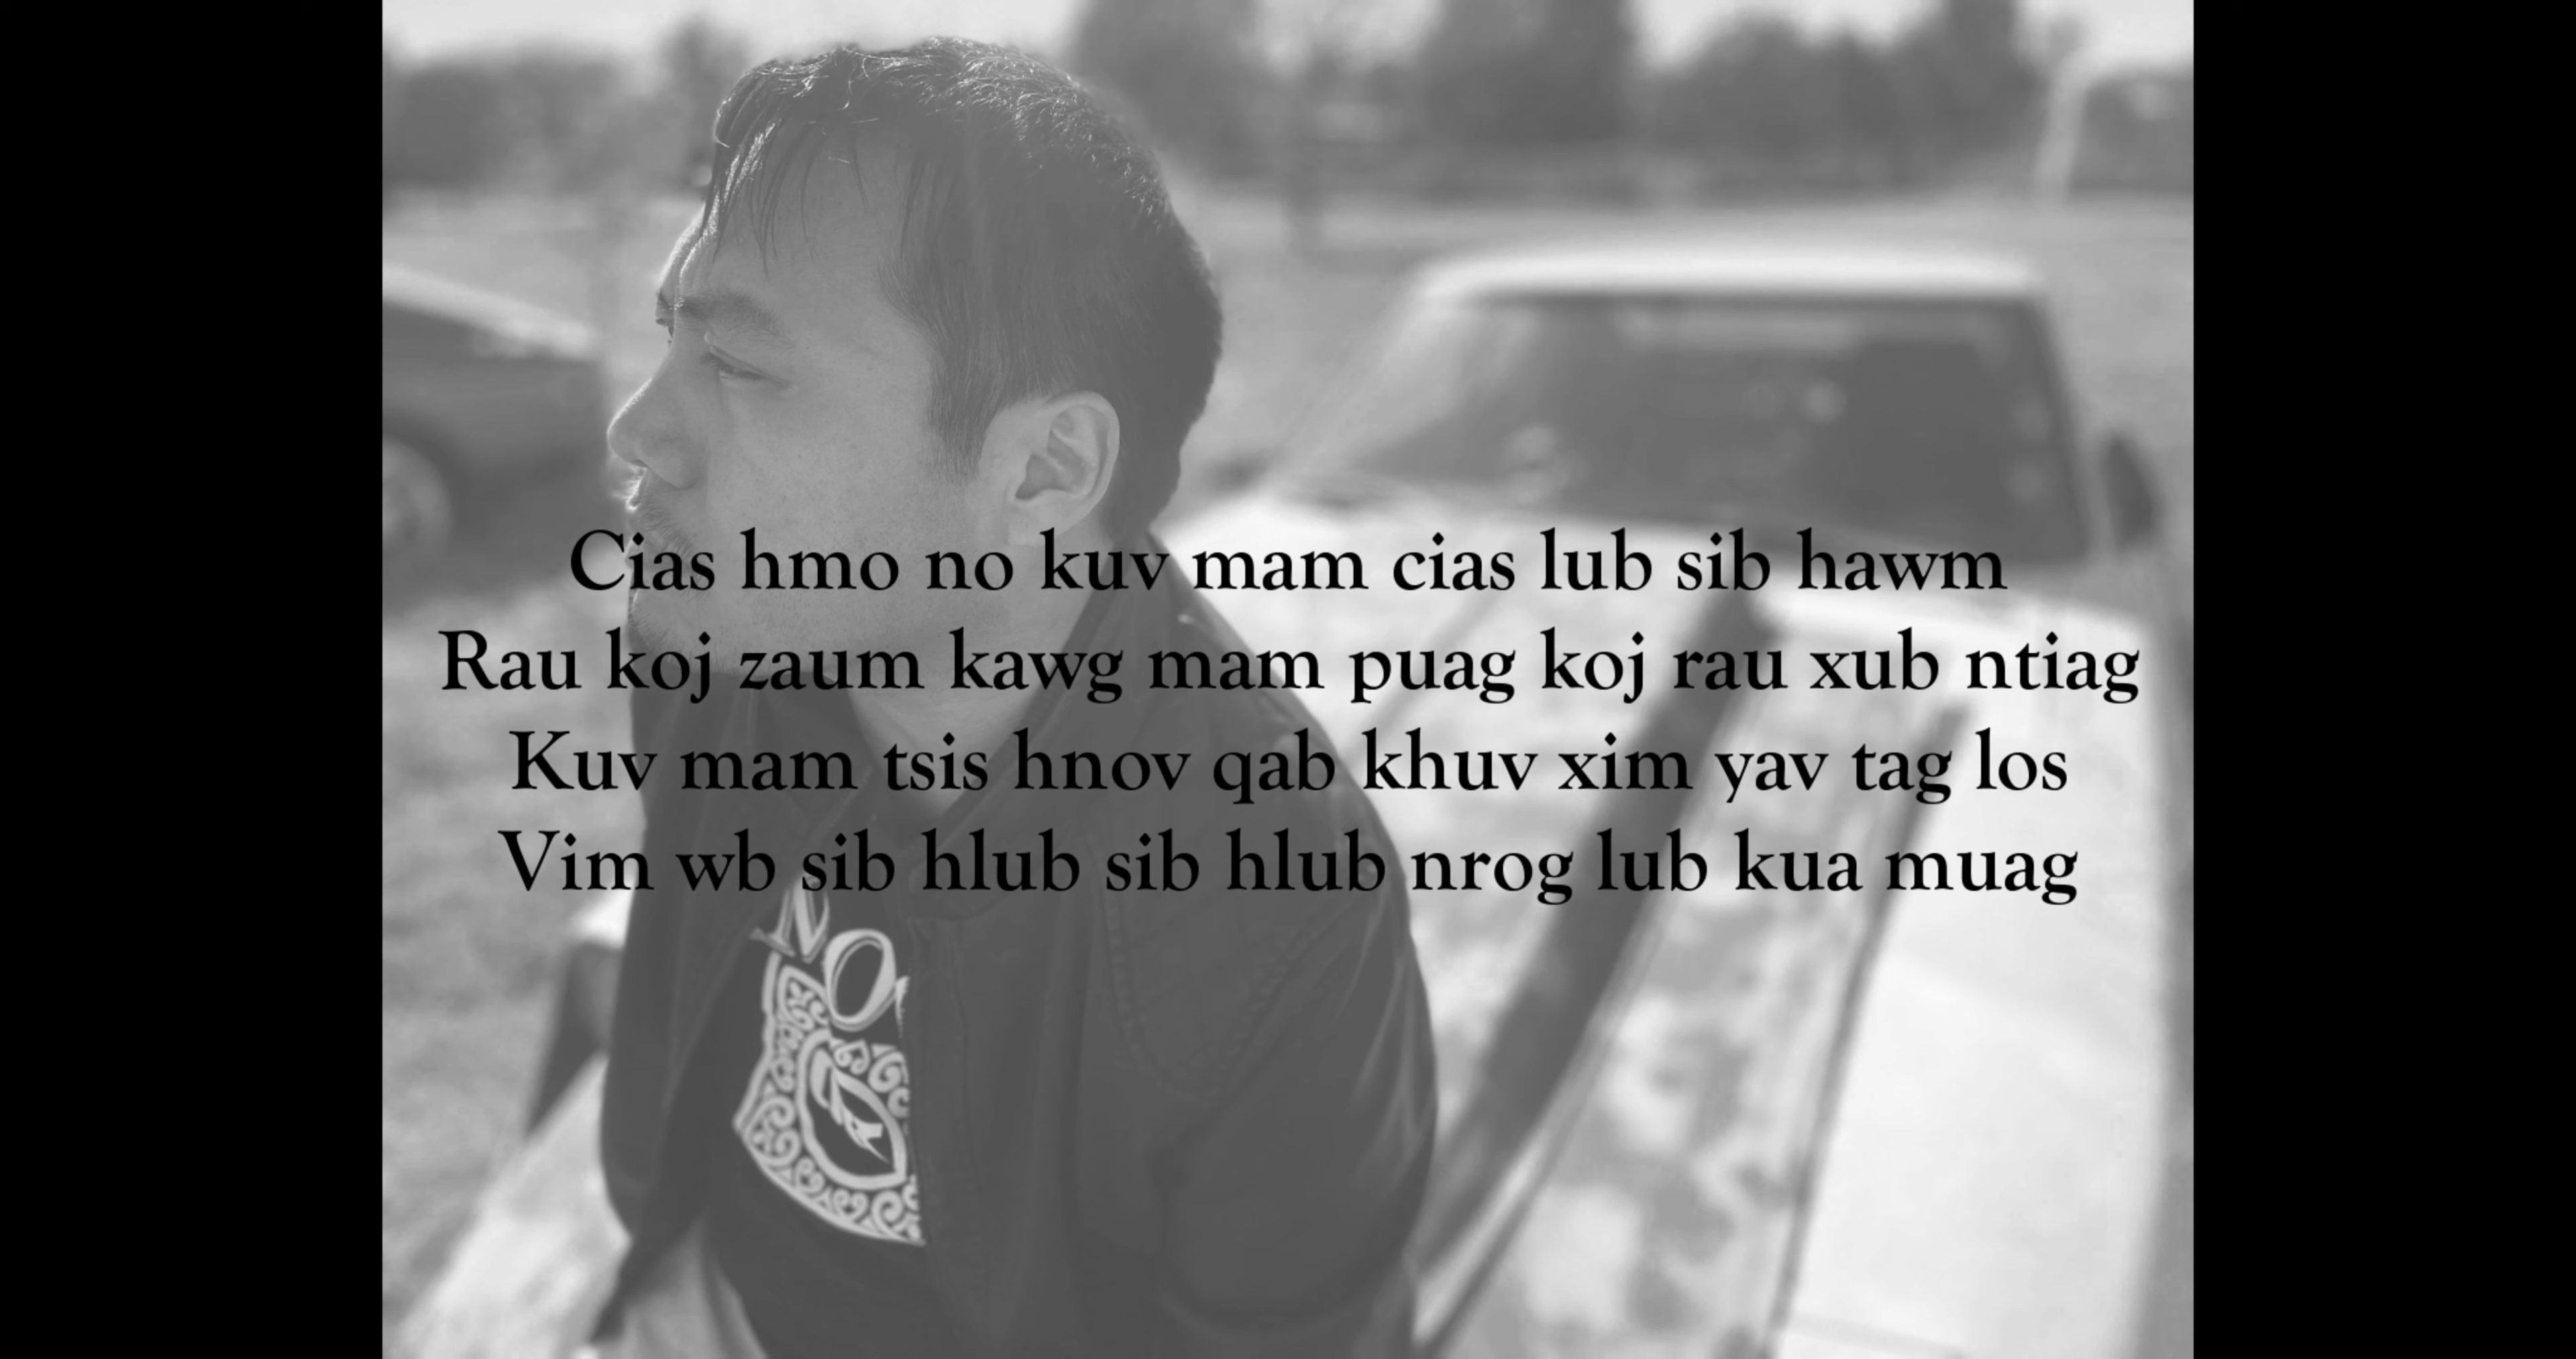 Cias hmo no kuv mam cias lub sib hawm
Rau koj zaum kawg mam puag koj rau xub ntiag
Kuv mam tsis hnov qab khuv xim yav tag los
Vim wb sib hlub sib hlub nrog lub kua muag
NO